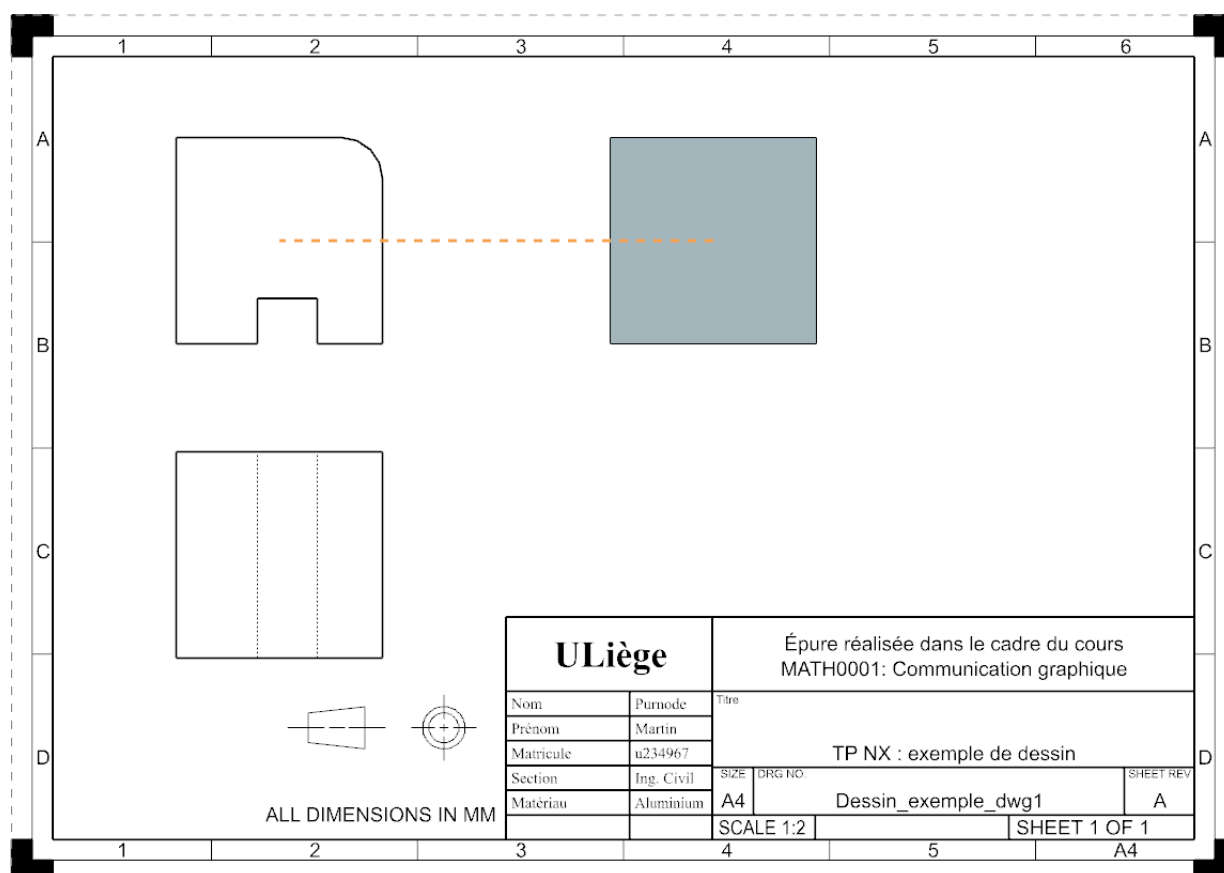 1 2 3 4 5 6
A A
B B
C C
D D
ULiège
Épure réalisée dans le cadre du cours
MATH0001: Communication graphique
Nom Purnode
Prénom Martin
Matricule u234967
Section Ing. Civil
Matériau Aluminium
Titre
TP NX : exemple de dessin
SIZE DRG NO. SHEET REV
A4 Dessin_exemple_dwg1 A
SCALE 1:2 SHEET 1 OF 1
ALL DIMENSIONS IN MM
1 2 3 4 5 A4